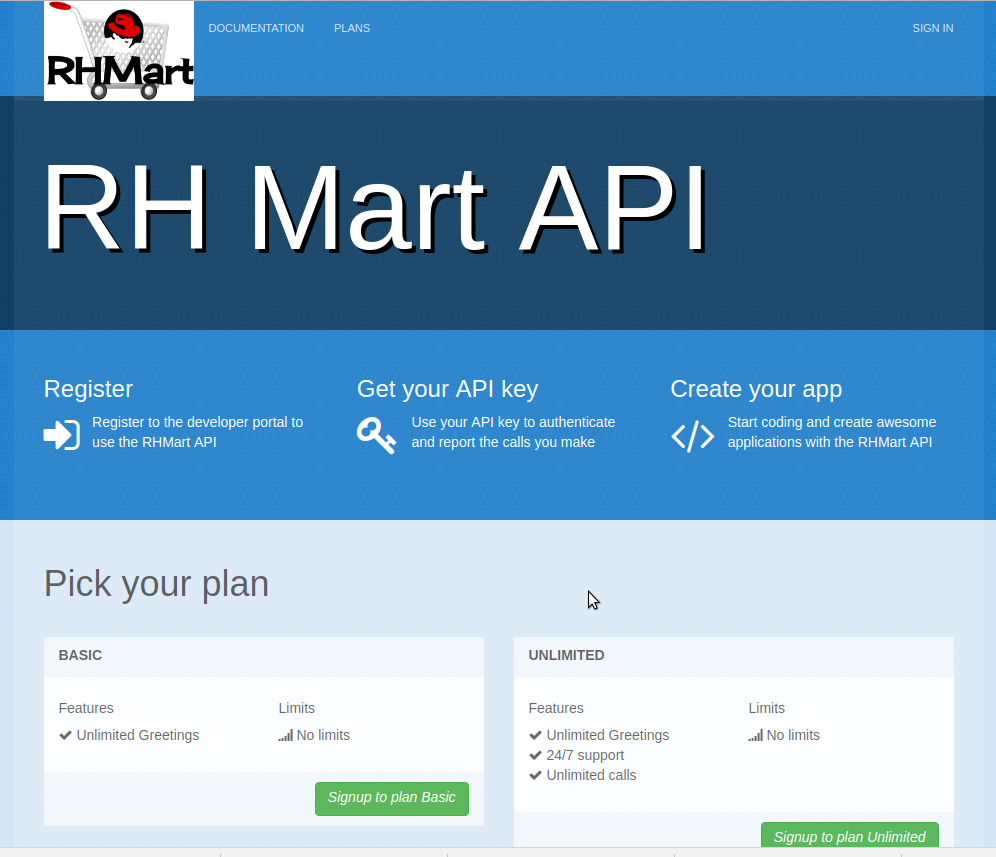 RHMart
DOCUMENTATION
PLANS
SIGN IN
RH Mart API
Register
Register to the developer portal to
use the RHMart API
Get your API key
Use your API key to authenticate
and report the calls you make
Create your app
Start coding and create awesome
applications with the RHMart API
Pick your plan
BASIC
Features
Unlimited Greetings
Limits
No limits
Signup to plan Basic
UNLIMITED
Features
Unlimited Greetings
24/7 support
Unlimited calls
Limits
No limits
Signup to plan Unlimited